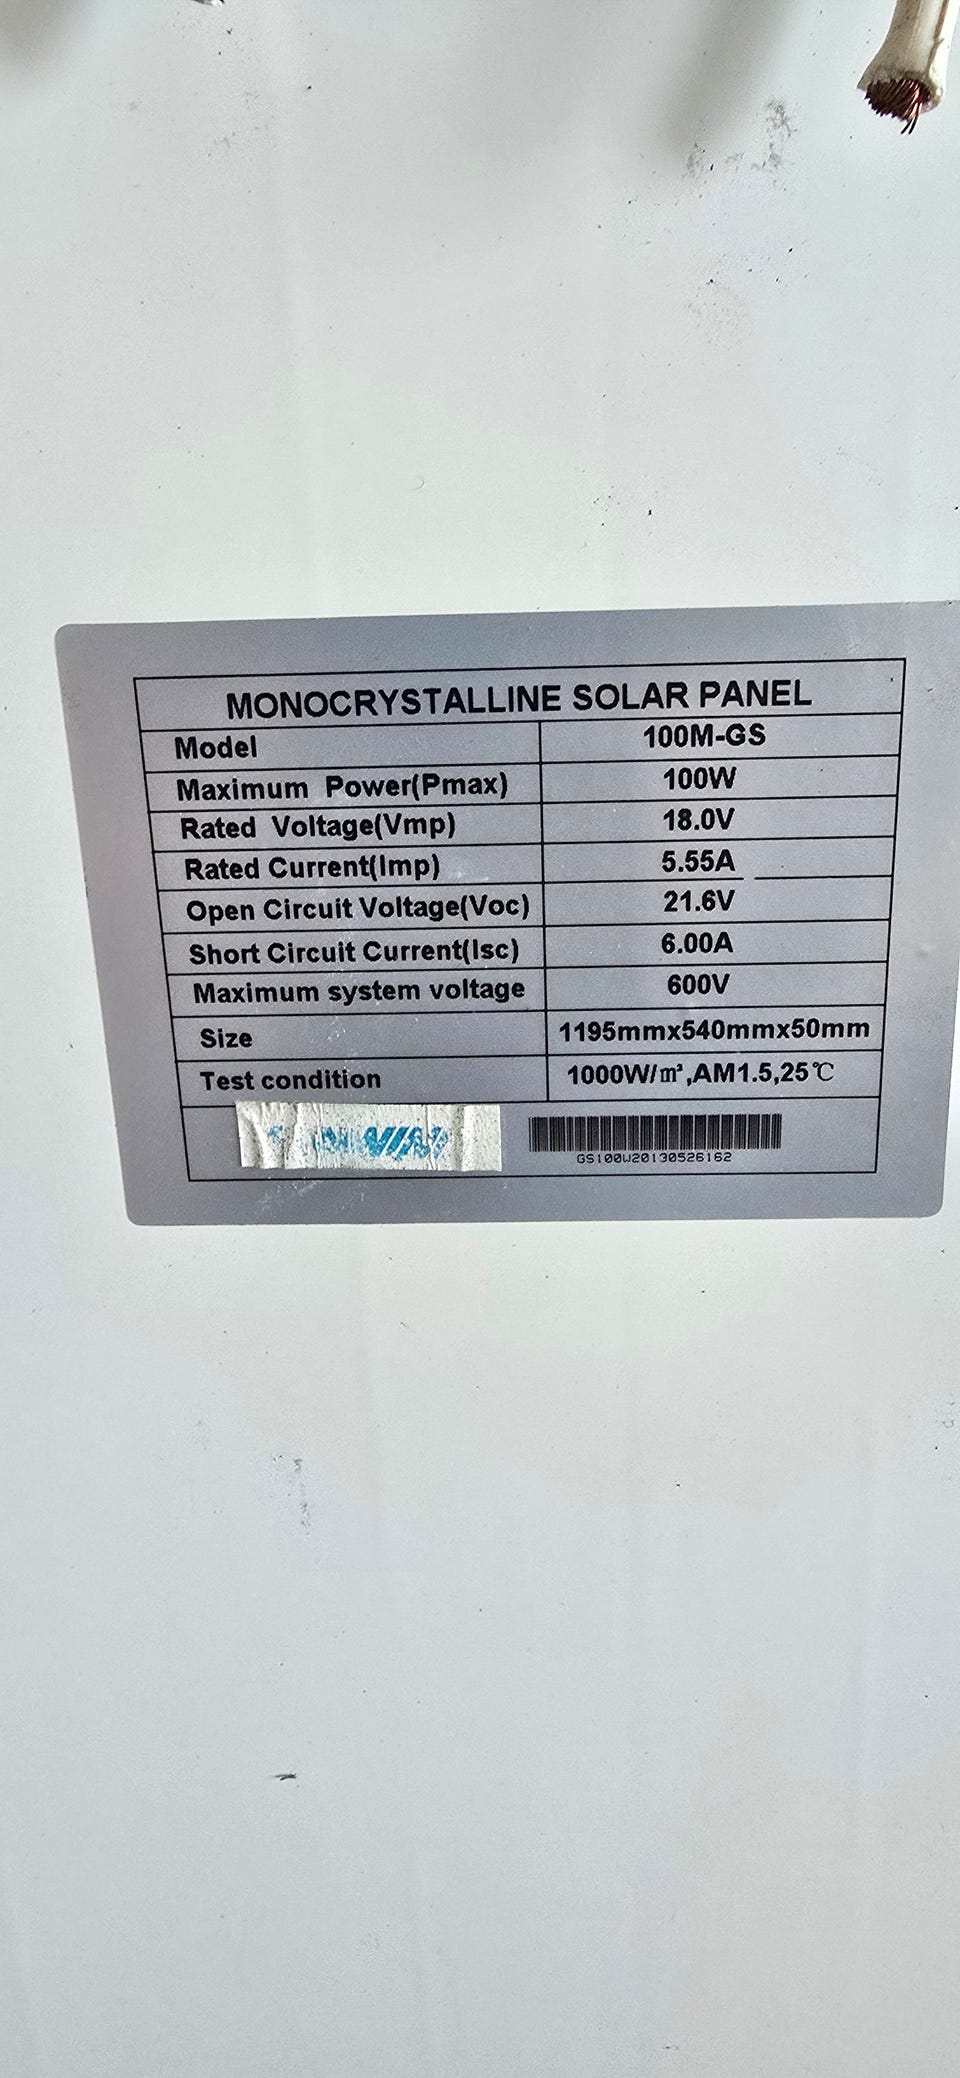 MONOCRYSTALLINE SOLAR PANEL
Model 100M-GS
Maximum Power(Pmax) 100W
Rated Voltage(Vmp) 18.0V
Rated Current(Imp) 5.55A
Open Circuit Voltage(Voc) 21.6V
Short Circuit Current(Isc) 6.00A
Maximum system voltage 600V
Size 1195mmx540mmx50mm
Test condition 1000W/m²,AM1.5,25℃
GS100W20130526162